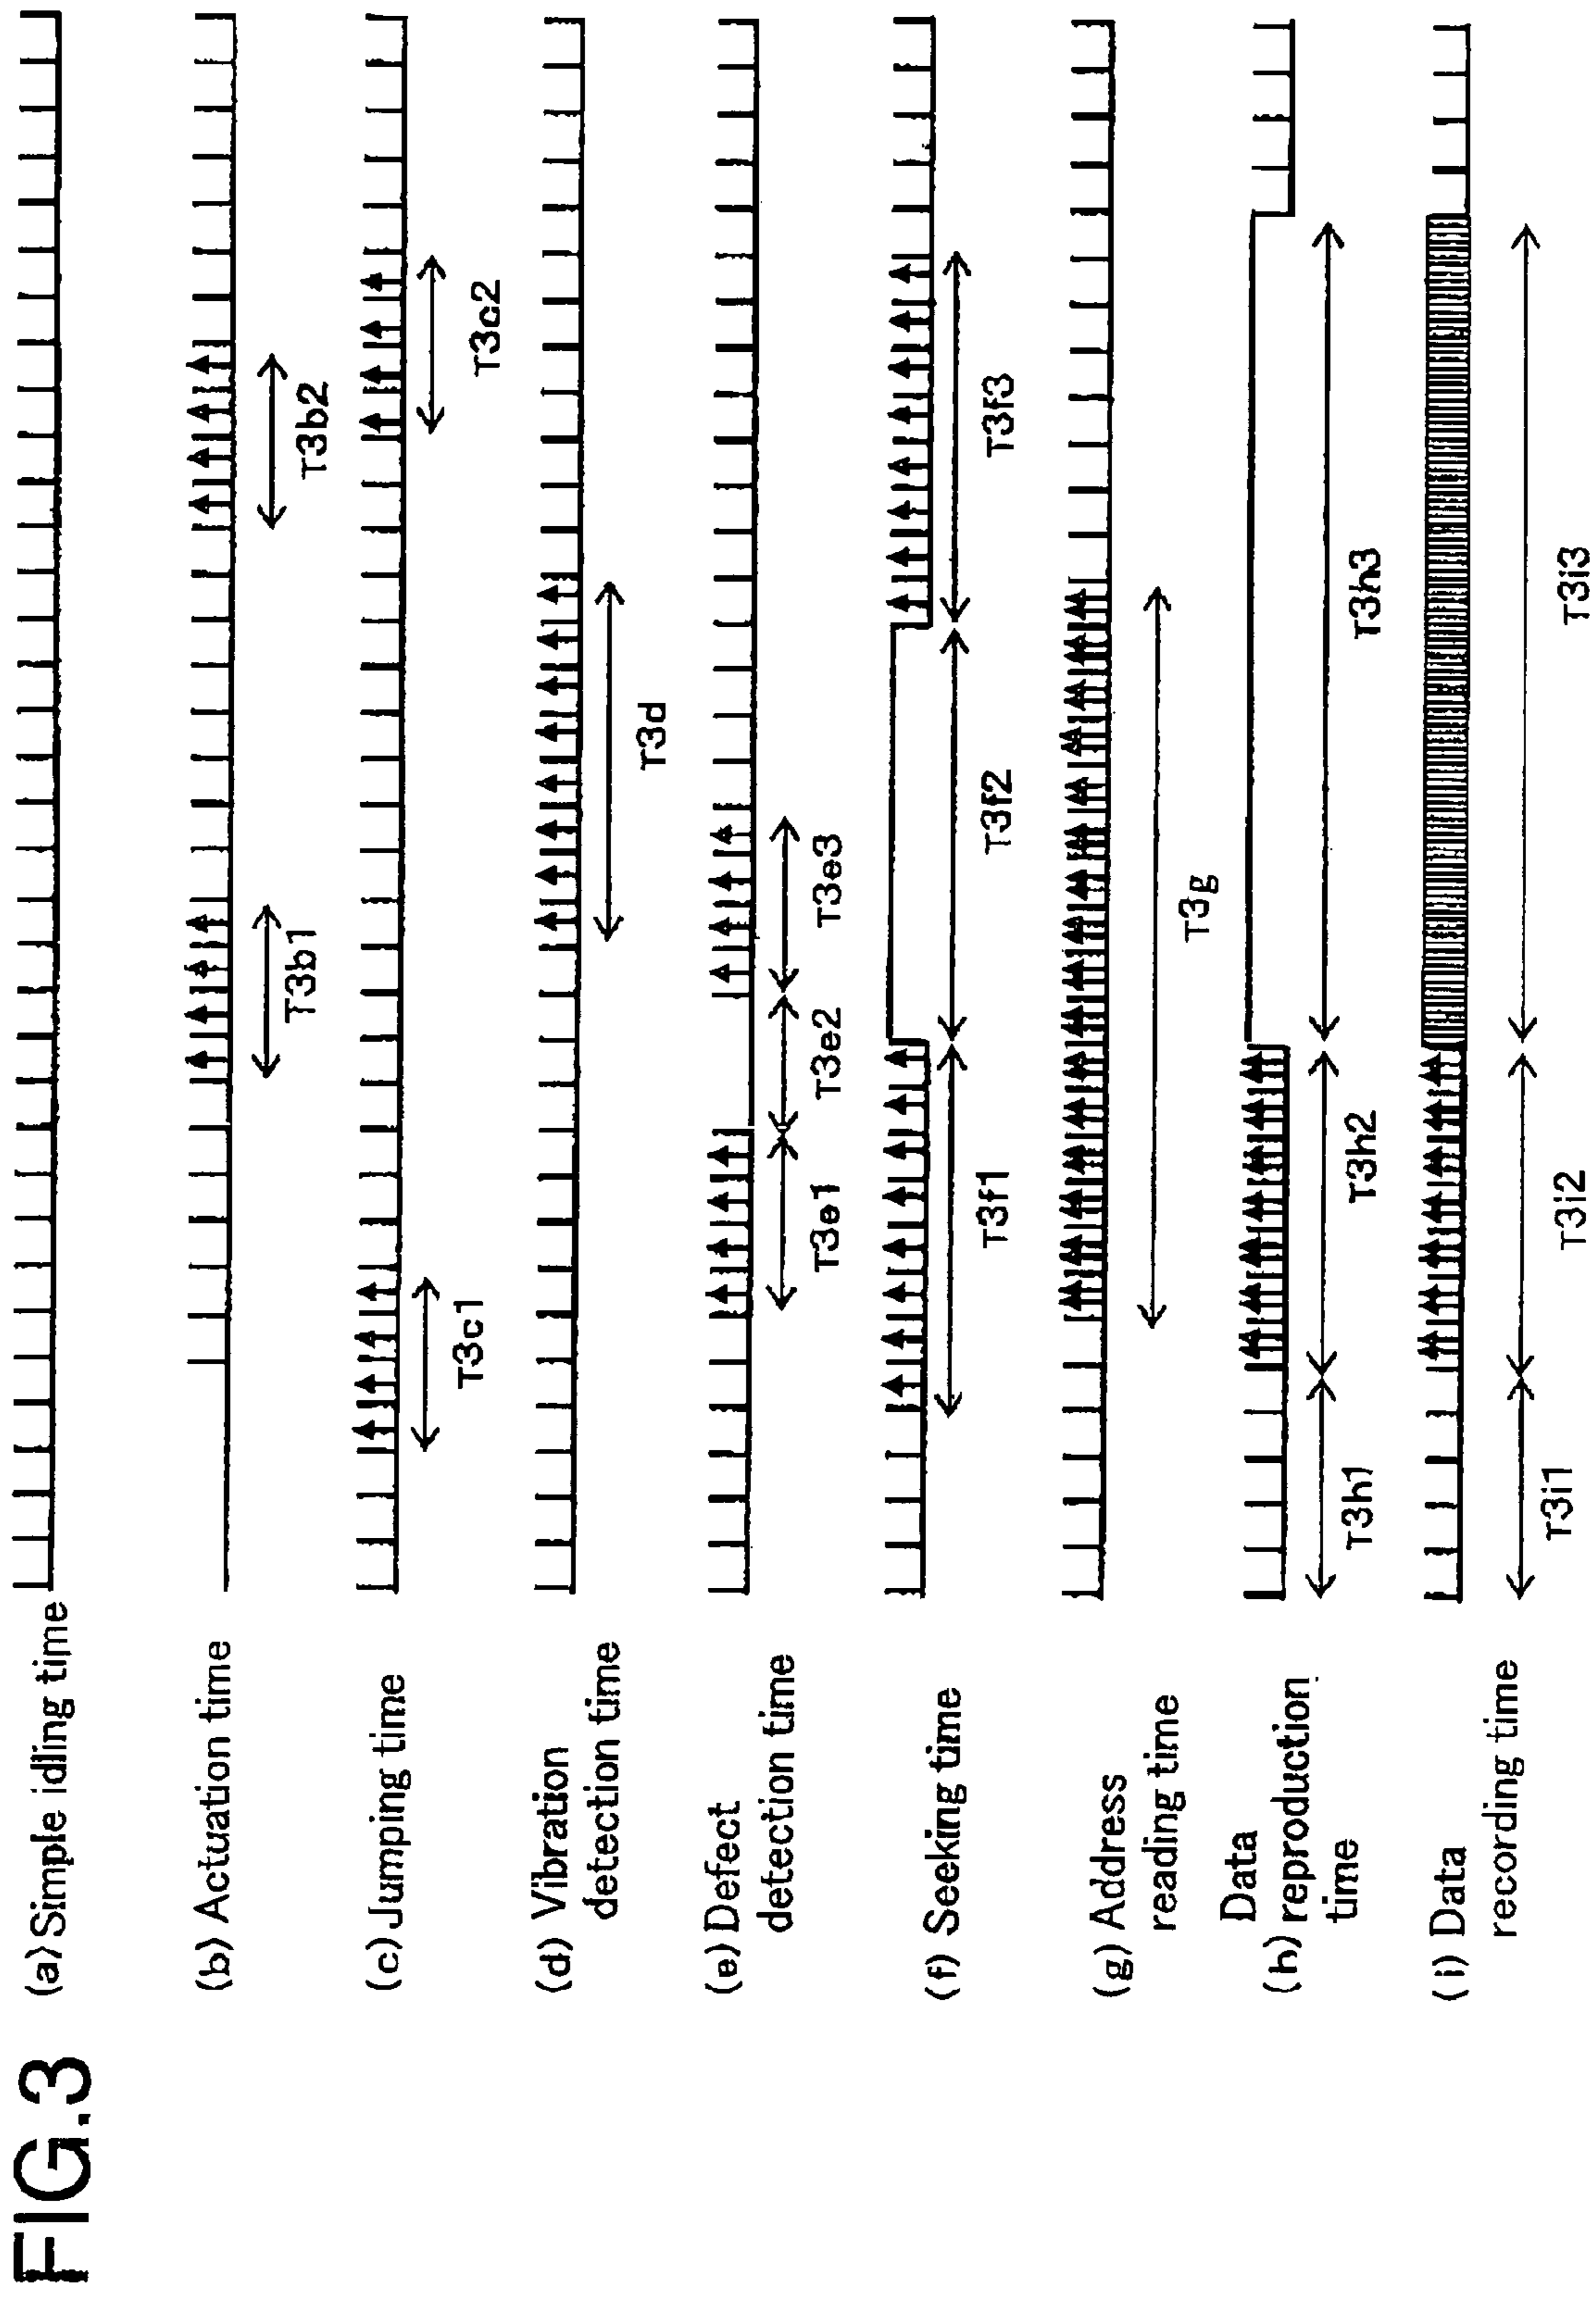 FIG.3
(a) Simple idling time
(b) Actuation time
T3b1
T3b2
(c) Jumping time
T3c1
T3c2
(d) Vibration
detection time
T3d
(e) Defect
detection time
T3e1
T3e2
T3e3
(f) Seeking time
T3f1
T3f2
T3f3
(g) Address
reading time
T3g
Data
(h) reproduction
time
T3h1
T3h2
T3h3
(i) Data
recording time
T3i1
T3i2
T3i3